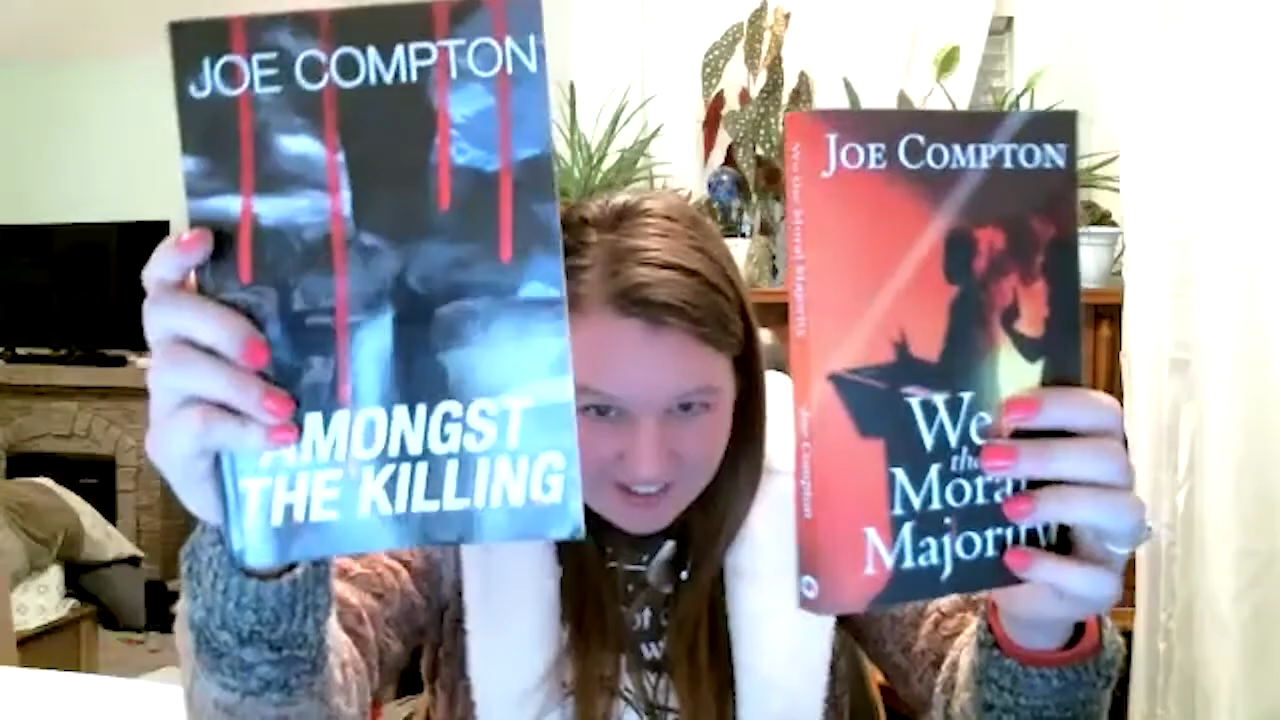 JOE COMPTON
AMONGST
THE KILLING
JOE COMPTON
We
the
Moral
Majority
We the Moral Majority
Joe Compton